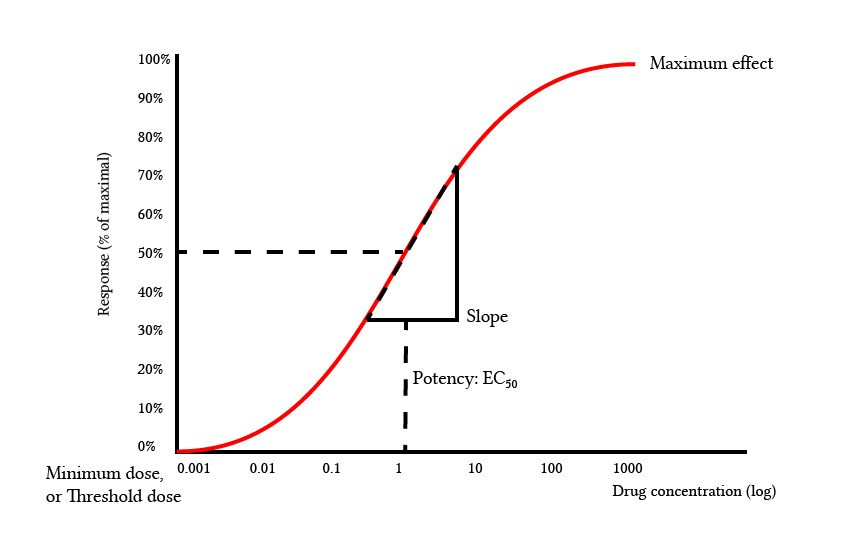 100%
Maximum effect
90%
80%
70%
60%
50%
40%
30%
20%
10%
0%
Response (% of maximal)
Slope
Potency: EC₅₀
0.001 0.01 0.1 1 10 100 1000
Minimum dose,
or Threshold dose
Drug concentration (log)